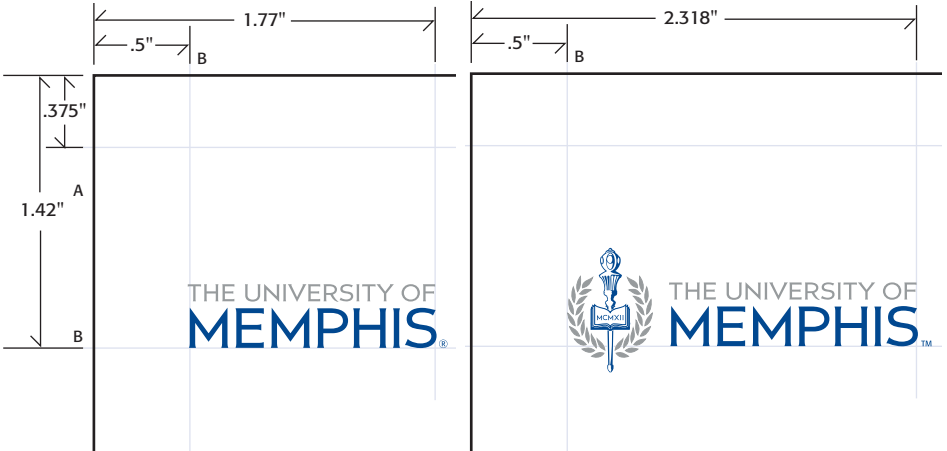 1.77"
.5"
B
.375"
A
1.42"
B
THE UNIVERSITY OF
MEMPHIS®
2.318"
.5"
B
MCMXII
THE UNIVERSITY OF
MEMPHIS™